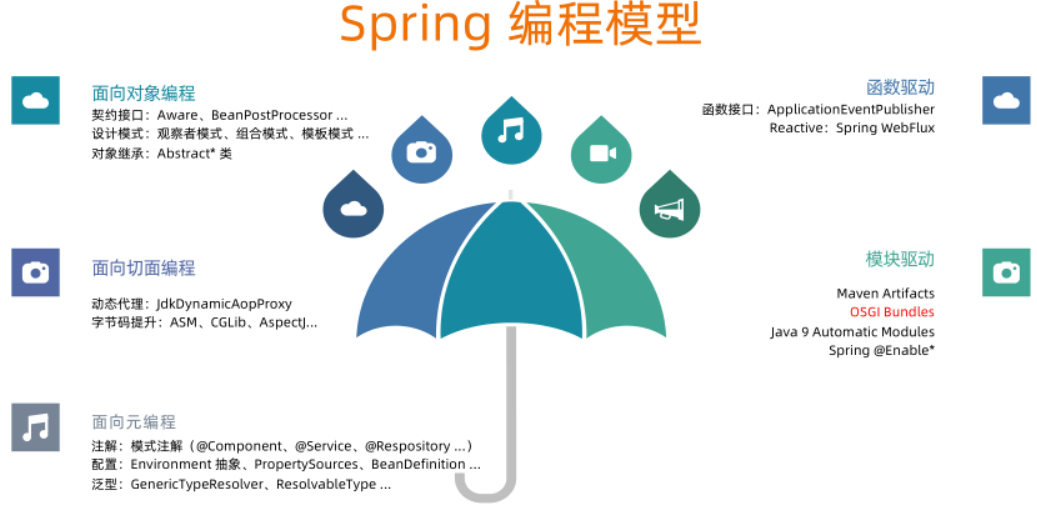 Spring 编程模型
面向对象编程
契约接口：Aware、BeanPostProcessor ...
设计模式：观察者模式、组合模式、模板模式 ...
对象继承：Abstract* 类
面向切面编程
动态代理：JdkDynamicAopProxy
字节码提升：ASM、CGLib、AspectJ...
面向元编程
注解：模式注解（@Component、@Service、@Respository ...）
配置：Environment 抽象、PropertySources、BeanDefinition ...
泛型：GenericTypeResolver、ResolvableType ...
函数驱动
函数接口：ApplicationEventPublisher
Reactive：Spring WebFlux
模块驱动
Maven Artifacts
OSGI Bundles
Java 9 Automatic Modules
Spring @Enable*